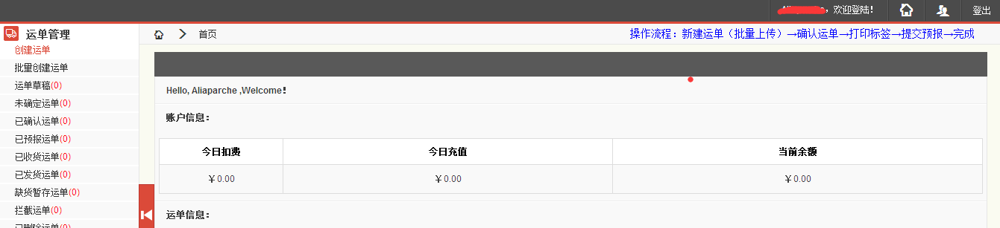 ，欢迎登陆！
登出
运单管理
首页
操作流程：新建运单（批量上传）→确认运单→打印标签→提交预报→完成
创建运单
批量创建运单
运单草稿(0)
未确定运单(0)
已确认运单(0)
已预报运单(0)
已收货运单(0)
已发货运单(0)
缺货暂存运单(0)
拦截运单(0)
已删除运单(0)
Hello, Aliaparche ,Welcome!
账户信息：
今日扣费 今日充值 当前余额
￥0.00 ￥0.00 ￥0.00
运单信息：